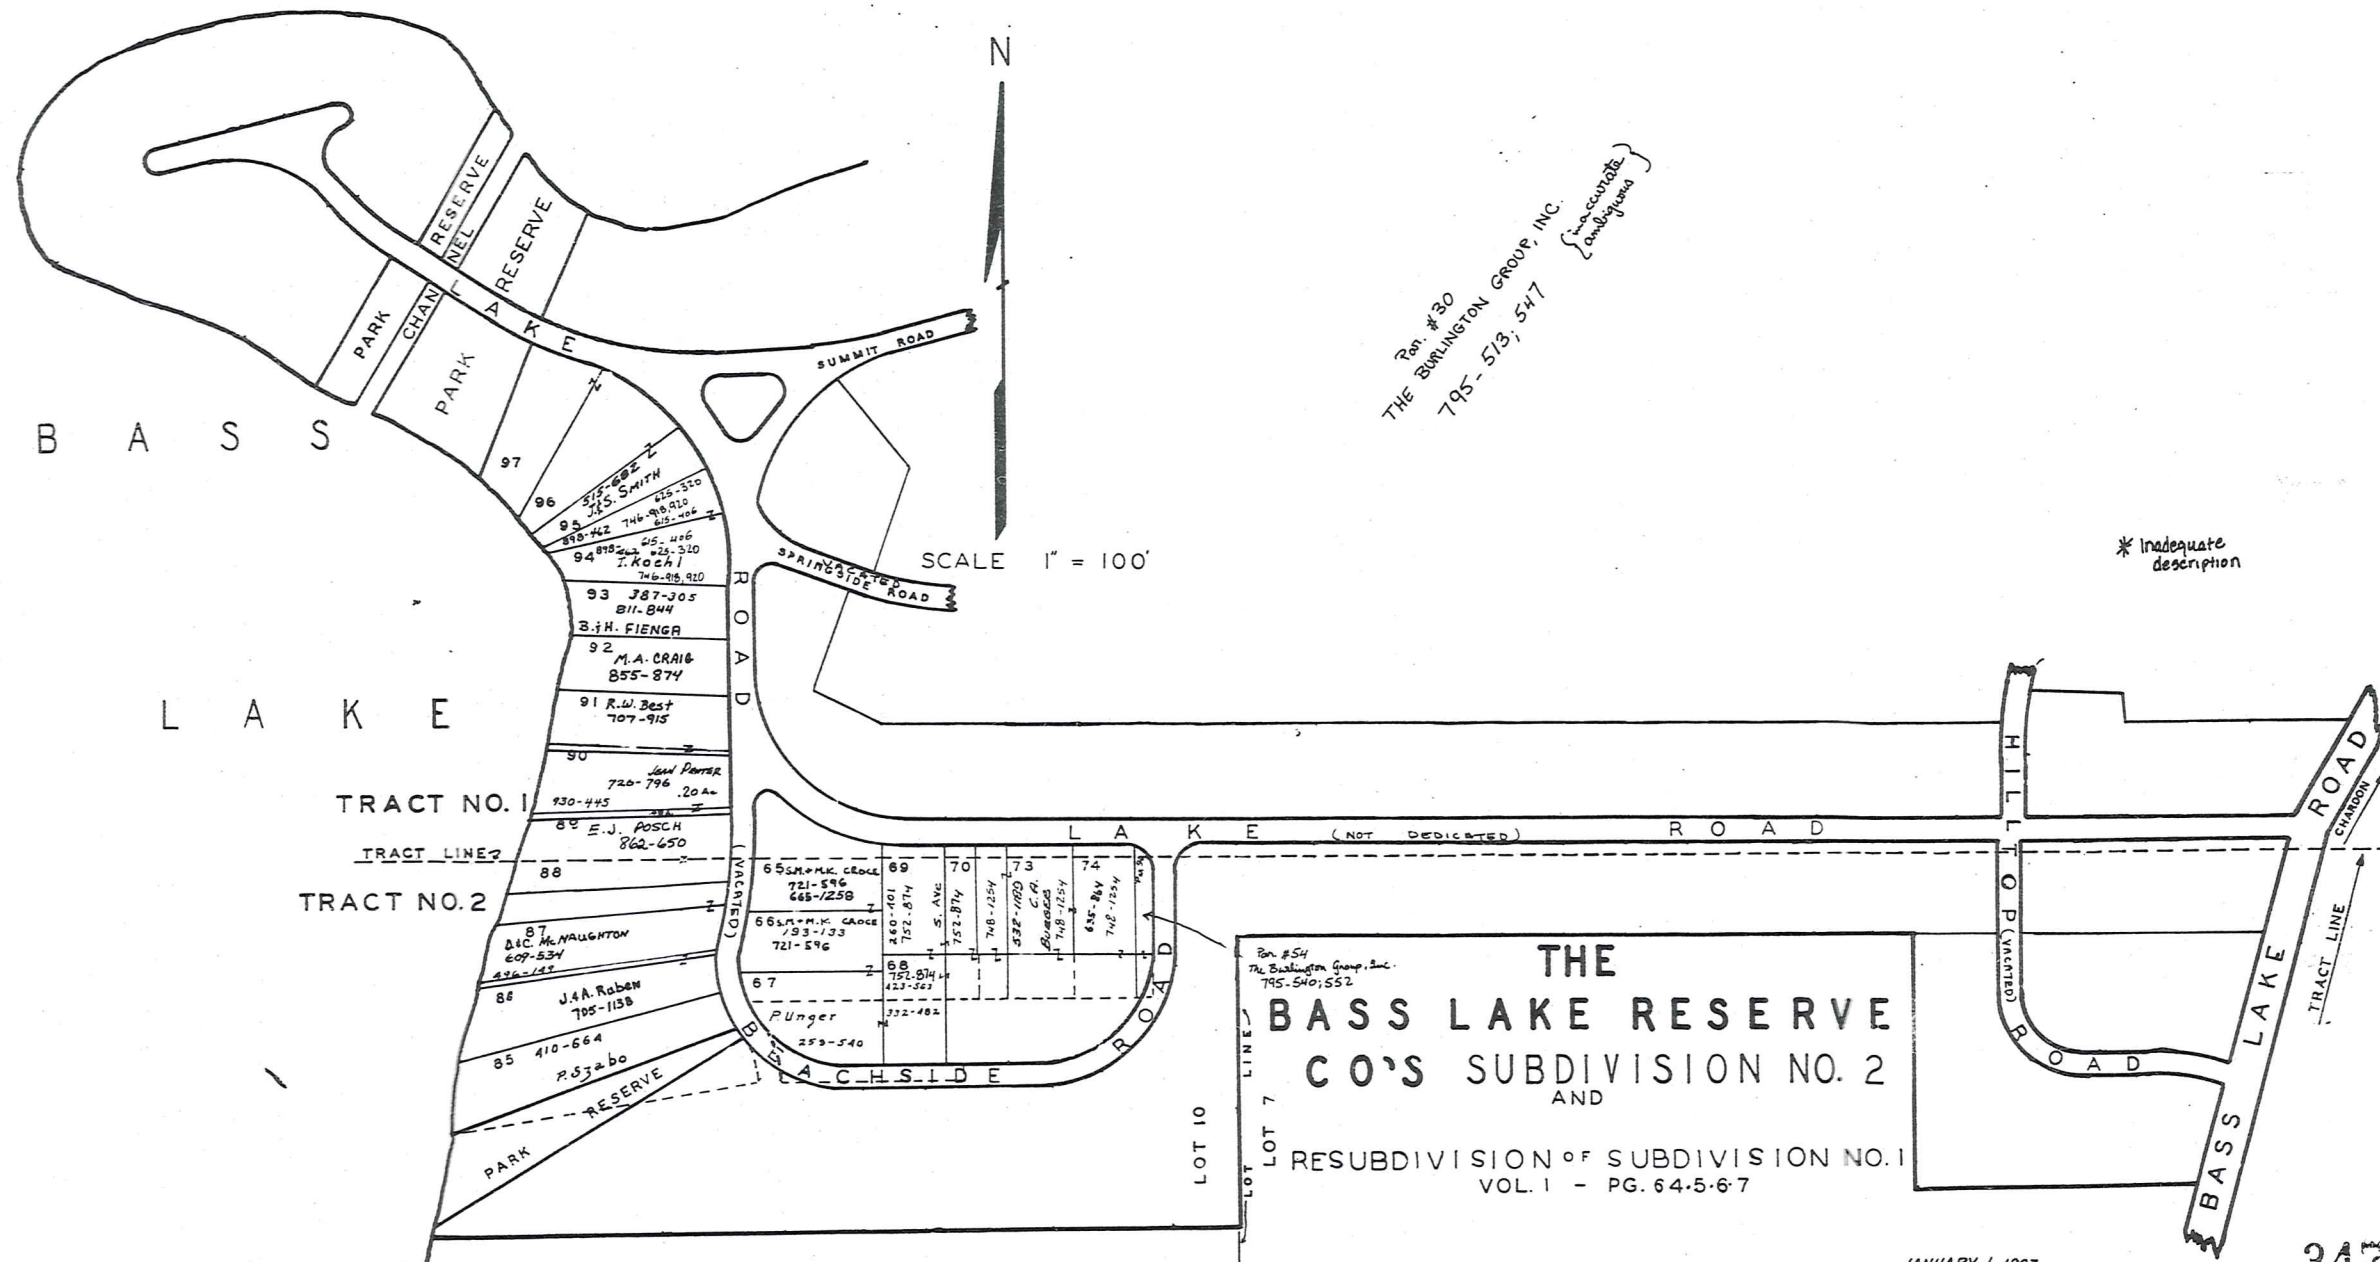 N
RESERVE
RESERVE
CHANNEL
PARK
PARK
LAKE ROAD
SUMMIT ROAD
VACATED
SPRINGSIDE ROAD
SCALE 1" = 100'
Par. #30
THE BURLINGTON GROUP, INC.
795-513; 547
{inaccurate}
{ambiguous}
* Inadequate
description
BASS
LAKE
TRACT NO. 1
TRACT LINE
TRACT NO. 2
97
96
515-682
J.&S. SMITH
95
625-320
746-918,920
615-406
898-462
94
898-462
615-406
625-320
I. Koehl
746-918,920
93 387-305
811-844
B.&H. FIENGA
92
M.A. CRAIG
855-874
91 R.W. Best
707-915
90
720-796
.20 Ac
930-445
89
E.J. POSCH
862-650
88
87
D.&C. McNAUGHTON
609-534
496-149
86
J.&A. Raben
705-1138
85 410-664
P. Szabo
PARK RESERVE
(VACATED)
BEACHSIDE ROAD
65 S.M.+M.K. CROCE
721-596
665-1258
66 S.M.+M.K. CROCE
193-133
721-596
67
P. Unger
253-540
68
752-874
423-563
332-482
69
260-401
752-874
70
S. Ave
752-874
748-1254
73
532-1180
C.A.
Burgess
748-1254
74
635-864
748-1254
LAKE (NOT DEDICATED) ROAD
HILLTOP (VACATED) ROAD
BASS LAKE ROAD
CHARDON
TRACT LINE
Par. #54
The Burlington Group, Inc.
795-540; 552
LOT 10
LOT 7
LOT LINE
THE
BASS LAKE RESERVE
CO'S SUBDIVISION NO. 2
AND
RESUBDIVISION OF SUBDIVISION NO. 1
VOL. 1 - PG. 64·5·6·7